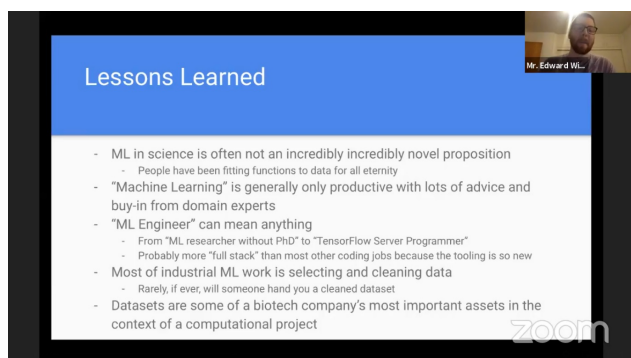 Lessons Learned
Mr. Edward Wi...
- ML in science is often not an incredibly incredibly novel proposition
- People have been fitting functions to data for all eternity
- “Machine Learning” is generally only productive with lots of advice and
buy-in from domain experts
- “ML Engineer” can mean anything
- From “ML researcher without PhD” to “TensorFlow Server Programmer”
- Probably more “full stack” than most other coding jobs because the tooling is so new
- Most of industrial ML work is selecting and cleaning data
- Rarely, if ever, will someone hand you a cleaned dataset
- Datasets are some of a biotech company’s most important assets in the
context of a computational project
zoom